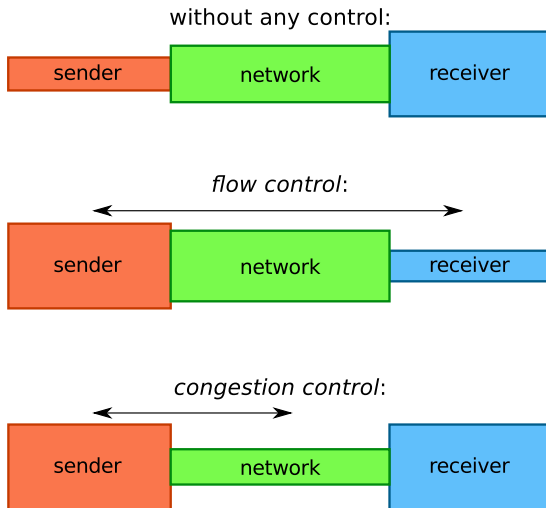 without any control:
sender network receiver
flow control:
sender network receiver
congestion control:
sender network receiver